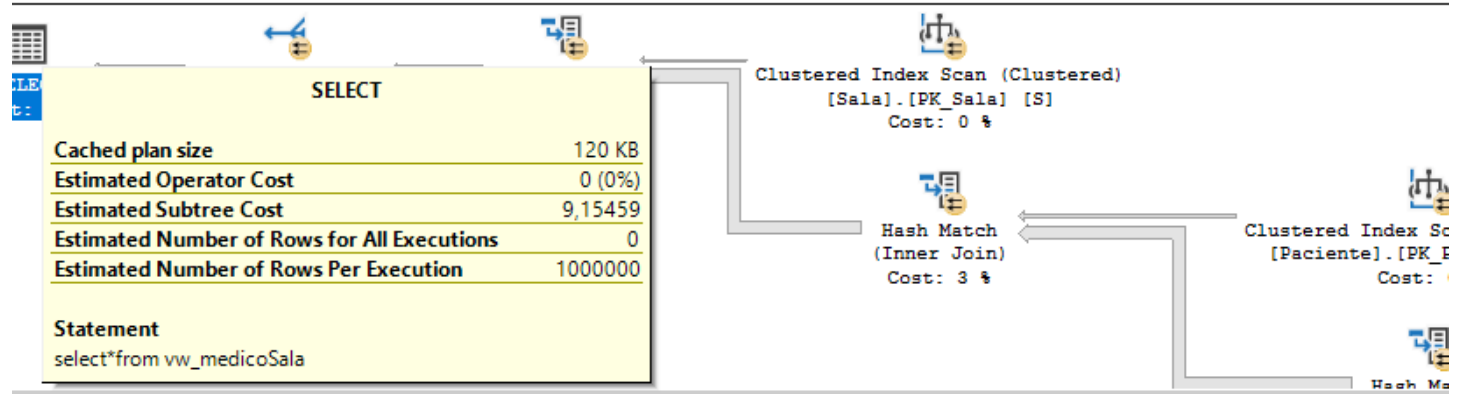 SELECT
Cached plan size 120 KB
Estimated Operator Cost 0 (0%)
Estimated Subtree Cost 9,15459
Estimated Number of Rows for All Executions 0
Estimated Number of Rows Per Execution 1000000
Statement
select*from vw_medicoSala
Clustered Index Scan (Clustered)
[Sala].[PK_Sala] [S]
Cost: 0 %
Hash Match
(Inner Join)
Cost: 3 %
Clustered Index
[Paciente].
Cost:
Hash